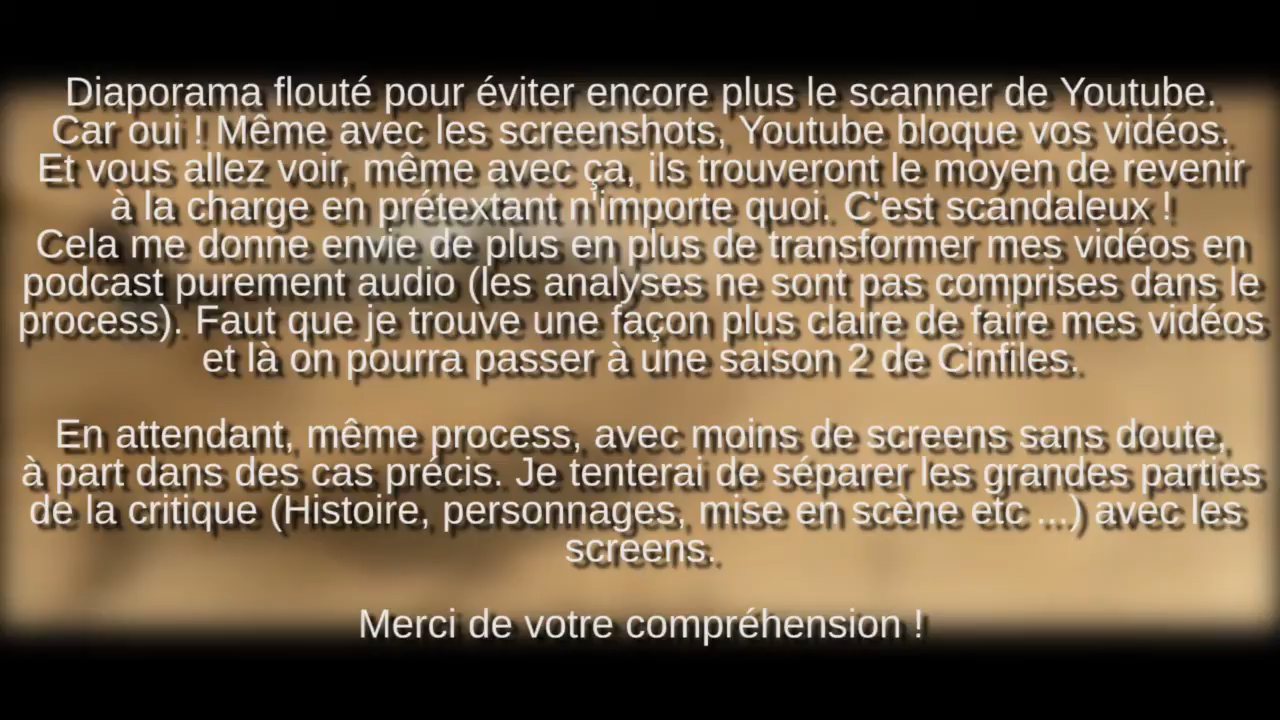 Diaporama flouté pour éviter encore plus le scanner de Youtube.
Car oui ! Même avec les screenshots, Youtube bloque vos vidéos.
Et vous allez voir, même avec ça, ils trouveront le moyen de revenir
à la charge en prétextant n'importe quoi. C'est scandaleux !
Cela me donne envie de plus en plus de transformer mes vidéos en
podcast purement audio (les analyses ne sont pas comprises dans le
process). Faut que je trouve une façon plus claire de faire mes vidéos
et là on pourra passer à une saison 2 de Cinfiles.
En attendant, même process, avec moins de screens sans doute,
à part dans des cas précis. Je tenterai de séparer les grandes parties
de la critique (Histoire, personnages, mise en scène etc ...) avec les
screens.
Merci de votre compréhension !